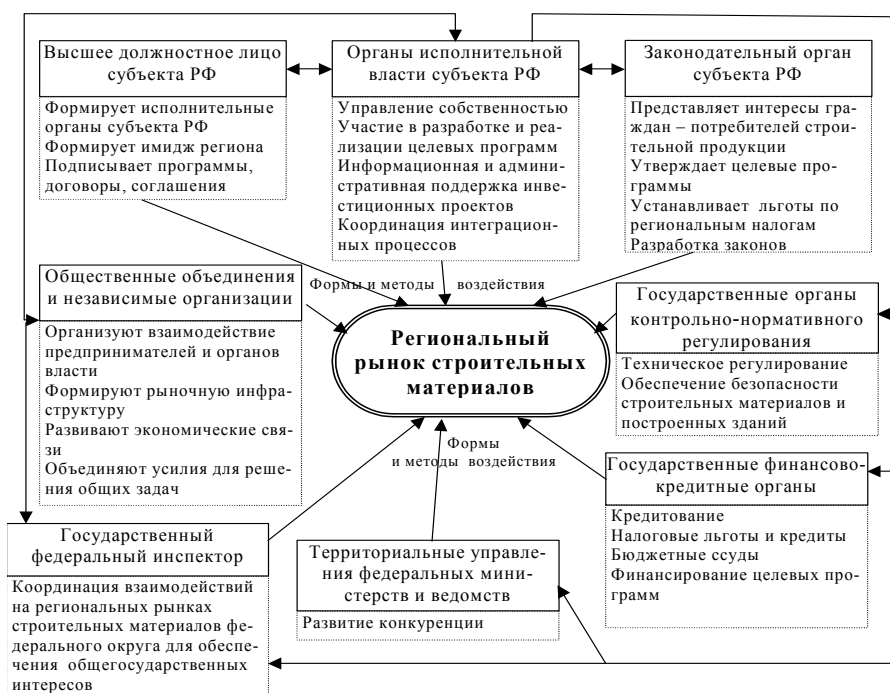 Высшее должностное лицо
субъекта РФ
Формирует исполнительные
органы субъекта РФ
Формирует имидж региона
Подписывает программы,
договоры, соглашения
Органы исполнительной
власти субъекта РФ
Управление собственностью
Участие в разработке и реа-
лизации целевых программ
Информационная и админи-
стративная поддержка инве-
стиционных проектов
Координация интеграцион-
ных процессов
Законодательный орган
субъекта РФ
Представляет интересы гра-
ждан – потребителей строи-
тельной продукции
Утверждает целевые про-
граммы
Устанавливает льготы по
региональным налогам
Разработка законов
Общественные объединения
и независимые организации
Организуют взаимодействие
предпринимателей и органов
власти
Формируют рыночную инфра-
структуру
Развивают экономические свя-
зи
Объединяют усилия для реше-
ния общих задач
Формы и методы воздействия
Региональный
рынок строительных
материалов
Государственные органы
контрольно-нормативного
регулирования
Техническое регулирование
Обеспечение безопасности
строительных материалов и
построенных зданий
Формы
и методы воздействия
Государственные финансово-
кредитные органы
Кредитование
Налоговые льготы и кредиты
Бюджетные ссуды
Финансирование целевых про-
грамм
Государственный
федеральный инспектор
Координация взаимодействий
на региональных рынках
строительных материалов фе-
дерального округа для обеспе-
чения общегосударственных
интересов
Территориальные управле-
ния федеральных мини-
стерств и ведомств
Развитие конкуренции